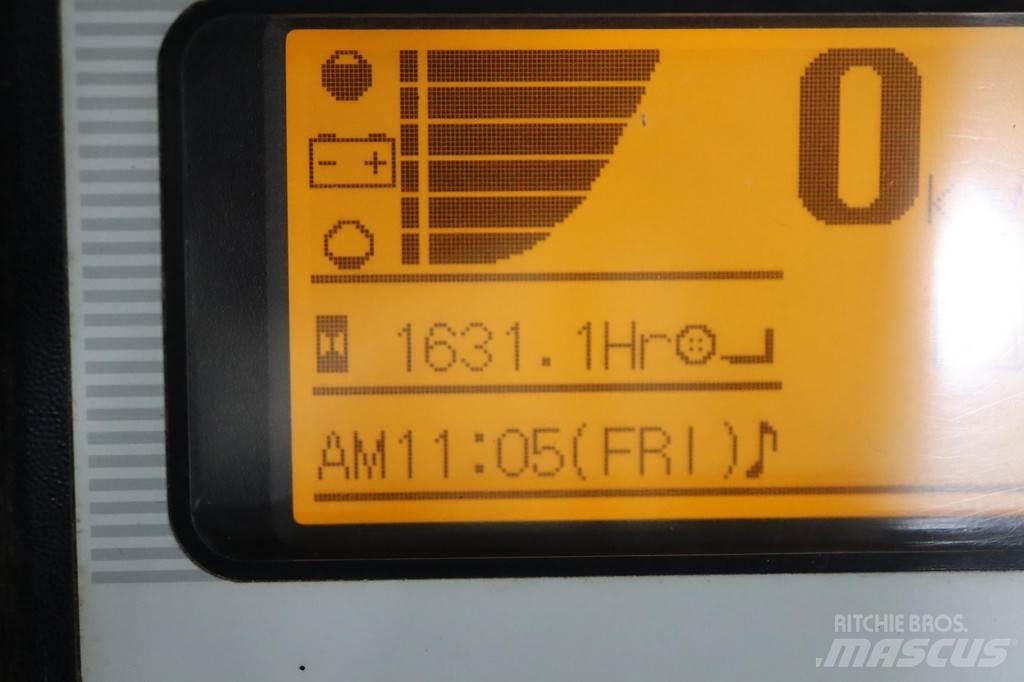 0
1631.1Hr
AM11:05(FRI)
RITCHIE BROS.
MASCUS